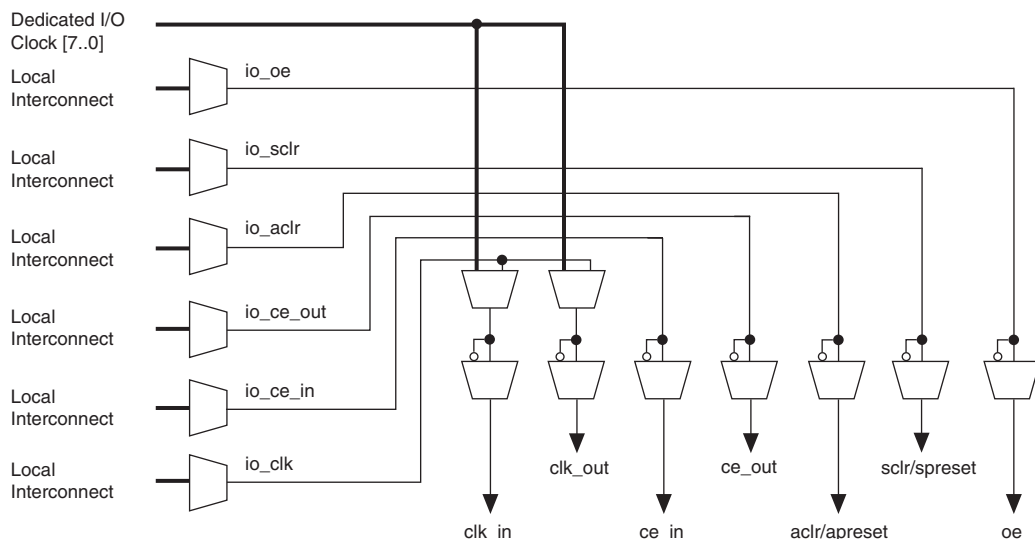 Dedicated I/O
Clock [7..0]
Local
Interconnect
io_oe
Local
Interconnect
io_sclr
Local
Interconnect
io_aclr
Local
Interconnect
io_ce_out
Local
Interconnect
io_ce_in
Local
Interconnect
io_clk
clk_out
ce_out
sclr/spreset
clk_in
ce_in
aclr/apreset
oe